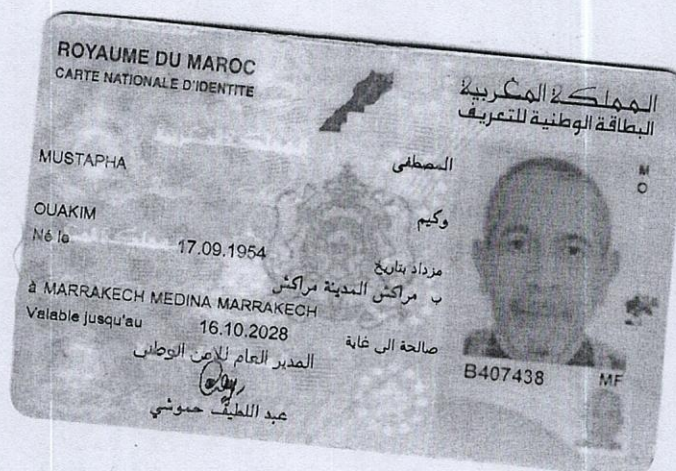 ROYAUME DU MAROC
CARTE NATIONALE D'IDENTITE
المملكة المغربية
البطاقة الوطنية للتعريف
MUSTAPHA
المصطفى
OUAKIM
وكيم
Né le 17.09.1954
مزداد بتاريخ
à MARRAKECH MEDINA MARRAKECH
ب مراكش المدينة مراكش
Valable jusqu'au 16.10.2028
صالحة الى غاية
المدير العام للأمن الوطني
عبد اللطيف حموشي
B407438
M
O
MF